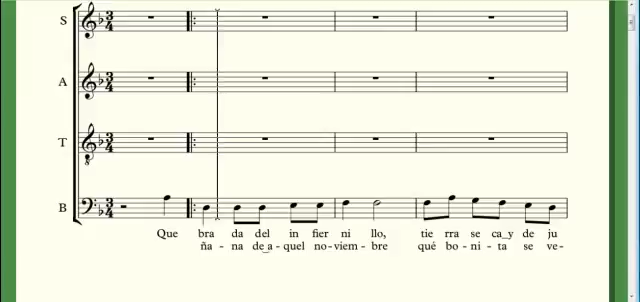 S
A
T
B
Que bra da del in fier ni llo, tie rra se ca_y de ju
ña - na de_a - quel no - viem - bre qué bo - ni - ta se ve -